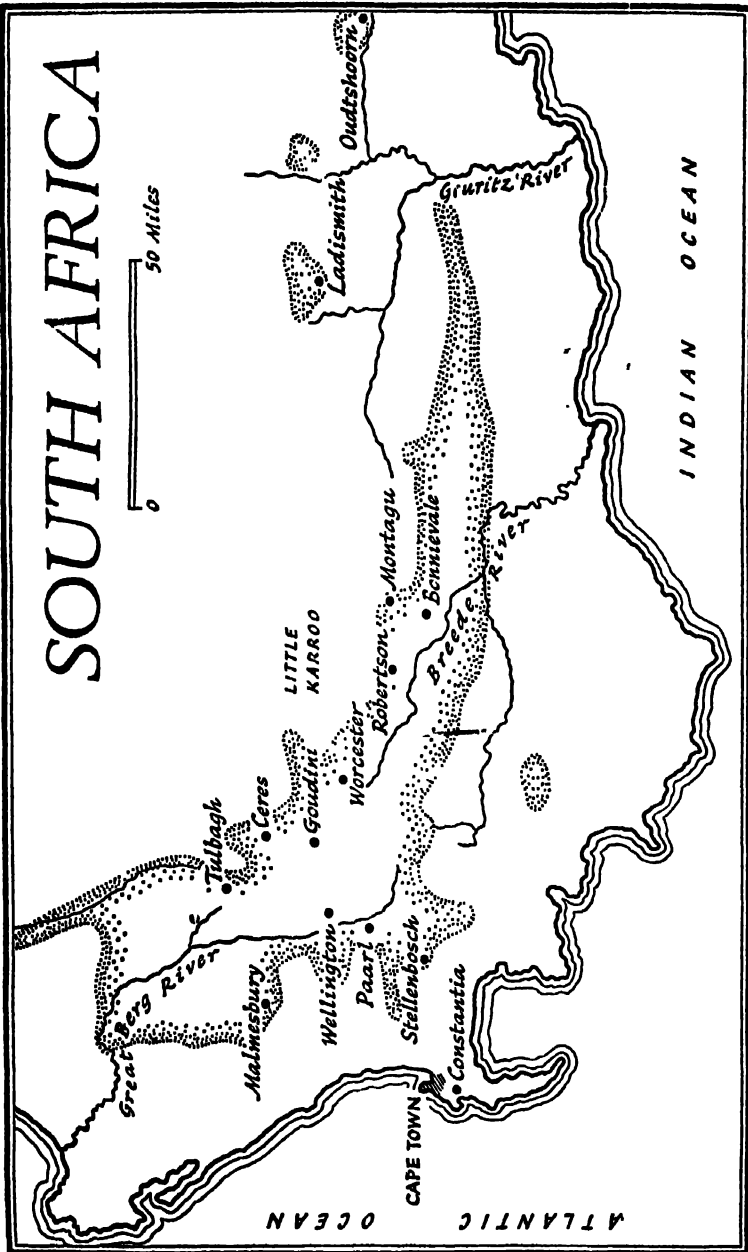 SOUTH AFRICA
0 50 Miles
Great Berg River
Tulbagh
Ceres
Goudini
LITTLE
KARROO
Ladismith
Oudtshoorn
Malmesbury
Wellington
Paarl
Stellenbosch
Worcester
Robertson
Montagu
Bonnievale
Breede River
Gouritz River
CAPE TOWN
Constantia
ATLANTIC OCEAN
INDIAN OCEAN